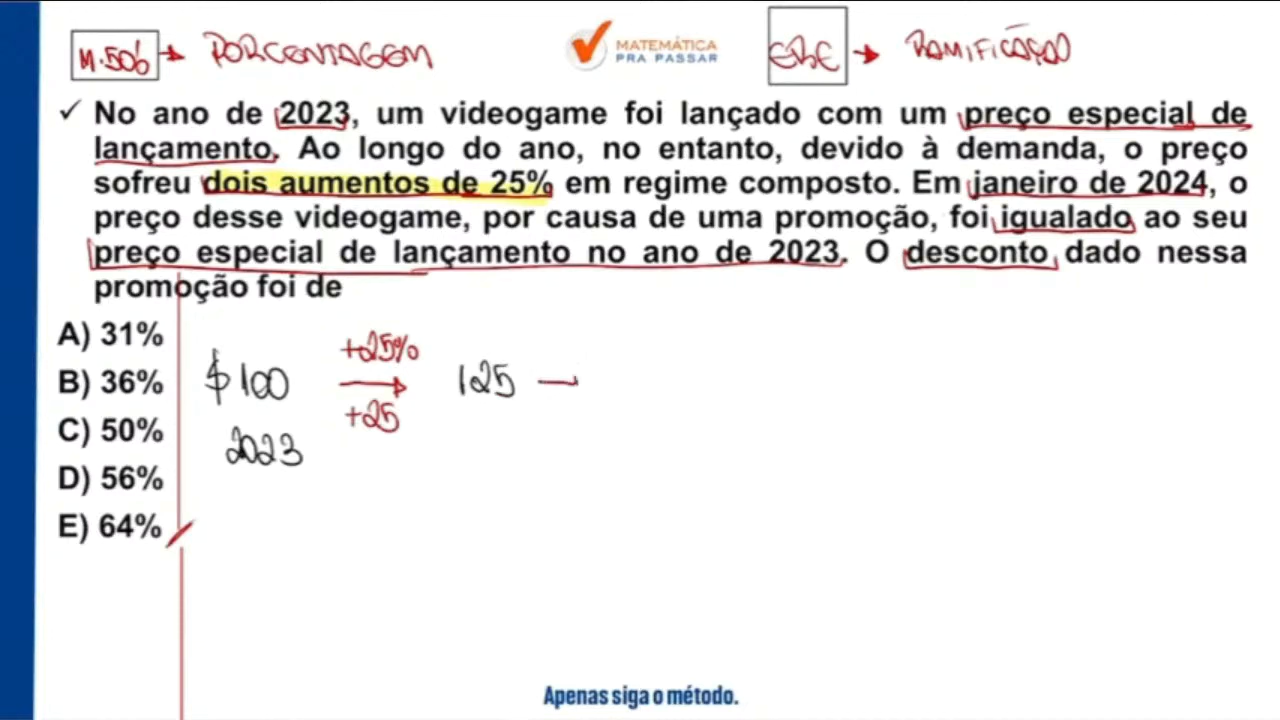 M.506 → PORCENTAGEM
MATEMÁTICA
PRA PASSAR
→ RAMIFICAÇÃO
✓ No ano de 2023, um videogame foi lançado com um preço especial de
lançamento. Ao longo do ano, no entanto, devido à demanda, o preço
sofreu dois aumentos de 25% em regime composto. Em janeiro de 2024, o
preço desse videogame, por causa de uma promoção, foi igualado ao seu
preço especial de lançamento no ano de 2023. O desconto dado nessa
promoção foi de
A) 31%
B) 36%
C) 50%
D) 56%
E) 64%
+25%
$100 → 125 —
+25
2023
Apenas siga o método.